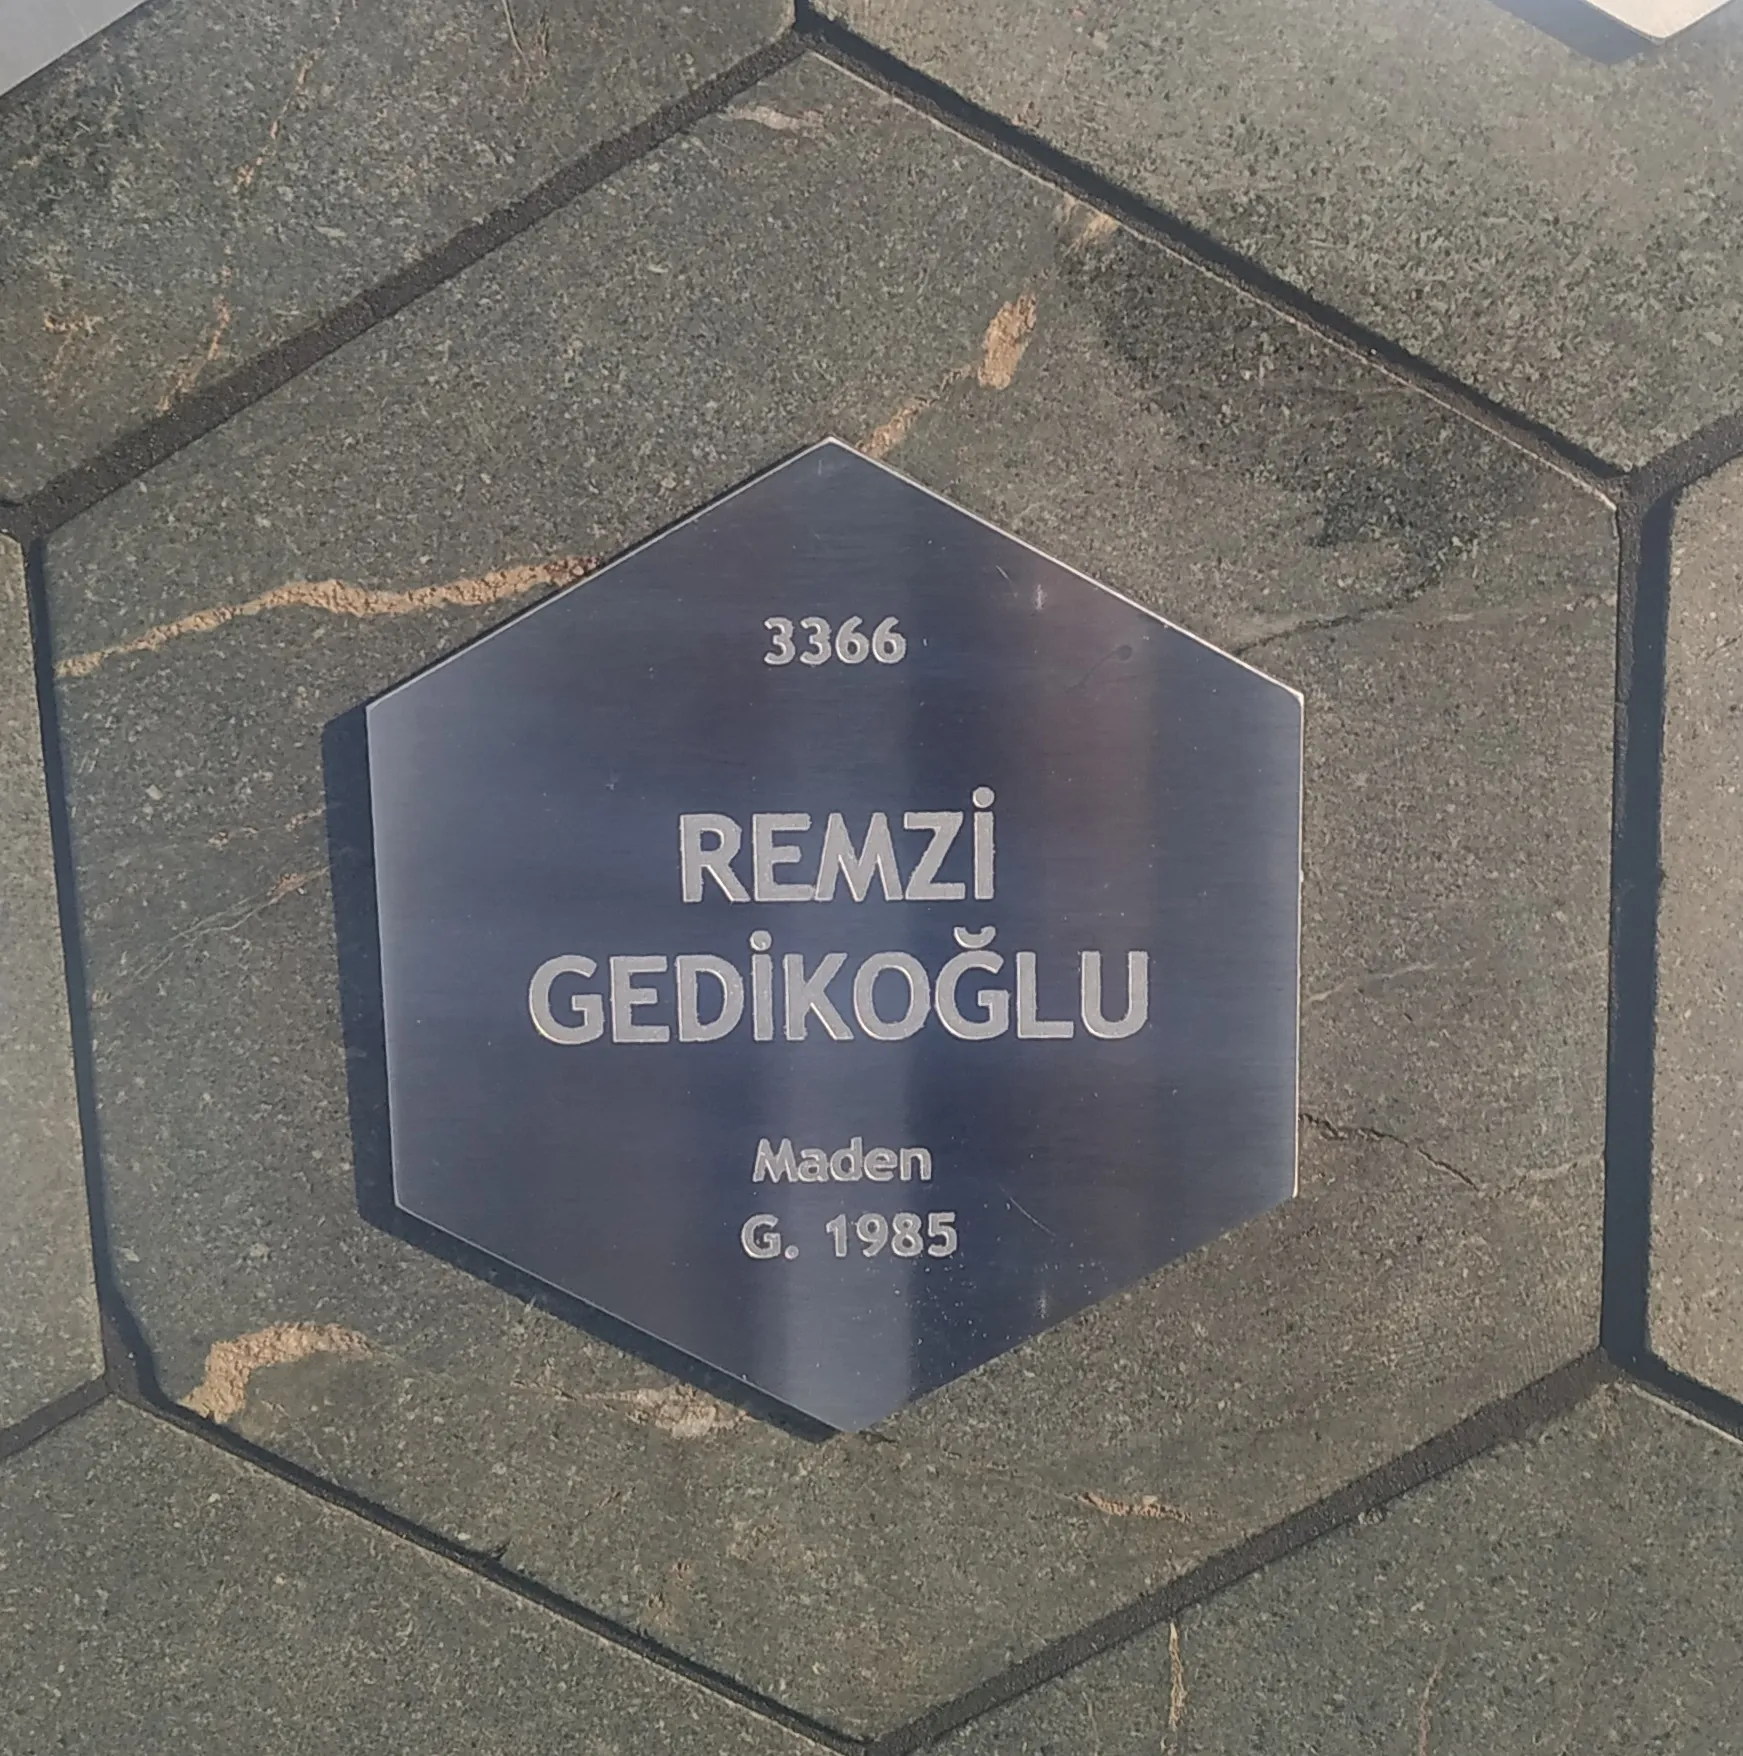 3366
REMZİ
GEDİKOĞLU
Maden
G. 1985